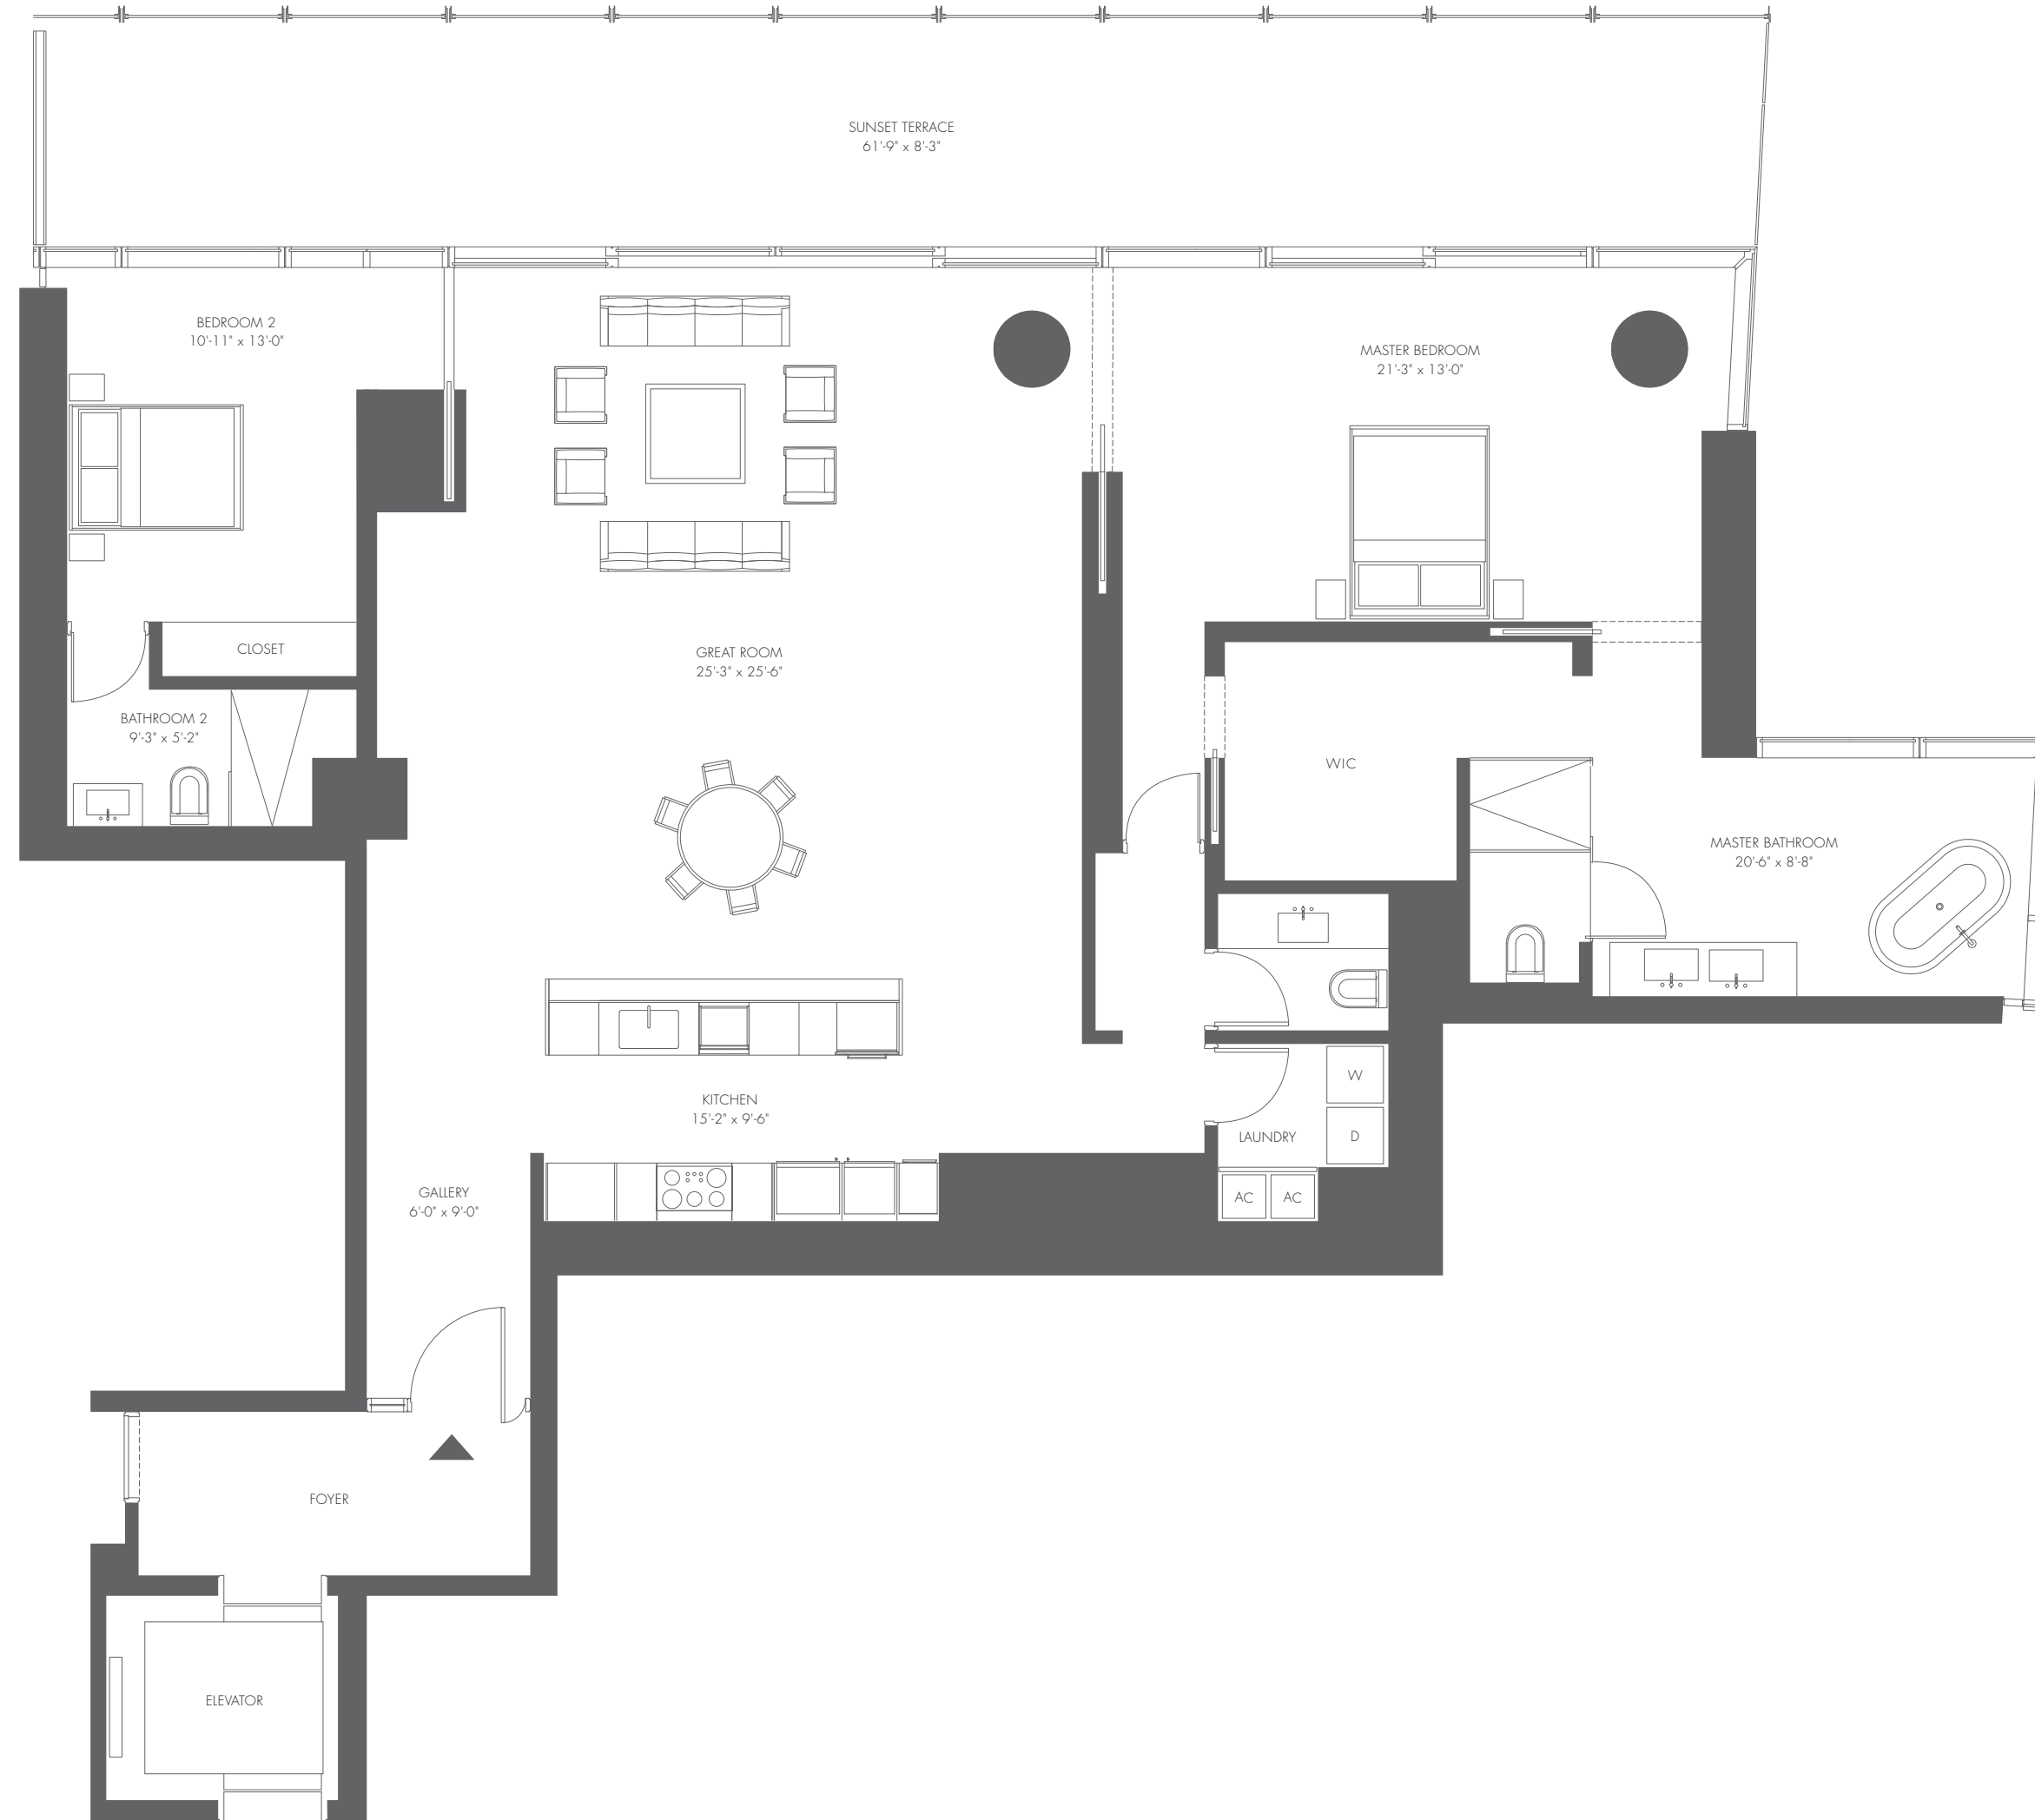 SUNSET TERRACE
61'-9" x 8'-3"
BEDROOM 2
10'-11" x 13'-0"
MASTER BEDROOM
21'-3" x 13'-0"
CLOSET
GREAT ROOM
25'-3" x 25'-6"
BATHROOM 2
9'-3" x 5'-2"
WIC
MASTER BATHROOM
20'-6" x 8'-8"
KITCHEN
15'-2" x 9'-6"
W
LAUNDRY
D
GALLERY
6'-0" x 9'-0"
AC
AC
FOYER
ELEVATOR